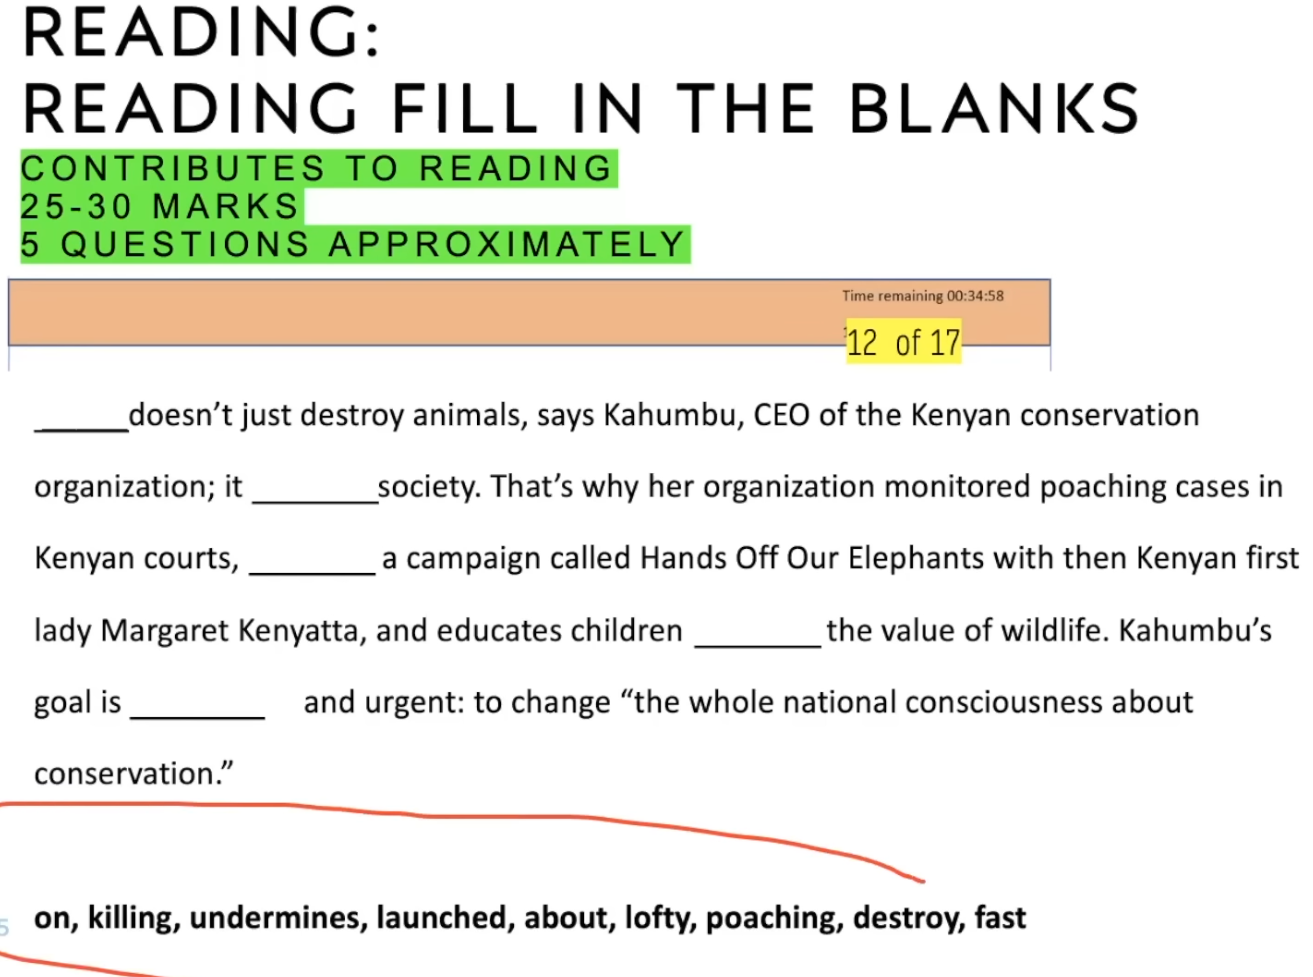 READING:
READING FILL IN THE BLANKS
CONTRIBUTES TO READING
25-30 MARKS
5 QUESTIONS APPROXIMATELY
Time remaining 00:34:58
12 of 17
______doesn’t just destroy animals, says Kahumbu, CEO of the Kenyan conservation
organization; it ________society. That’s why her organization monitored poaching cases in
Kenyan courts, ________ a campaign called Hands Off Our Elephants with then Kenyan first
lady Margaret Kenyatta, and educates children ________ the value of wildlife. Kahumbu’s
goal is ________ and urgent: to change “the whole national consciousness about
conservation.”
5 on, killing, undermines, launched, about, lofty, poaching, destroy, fast